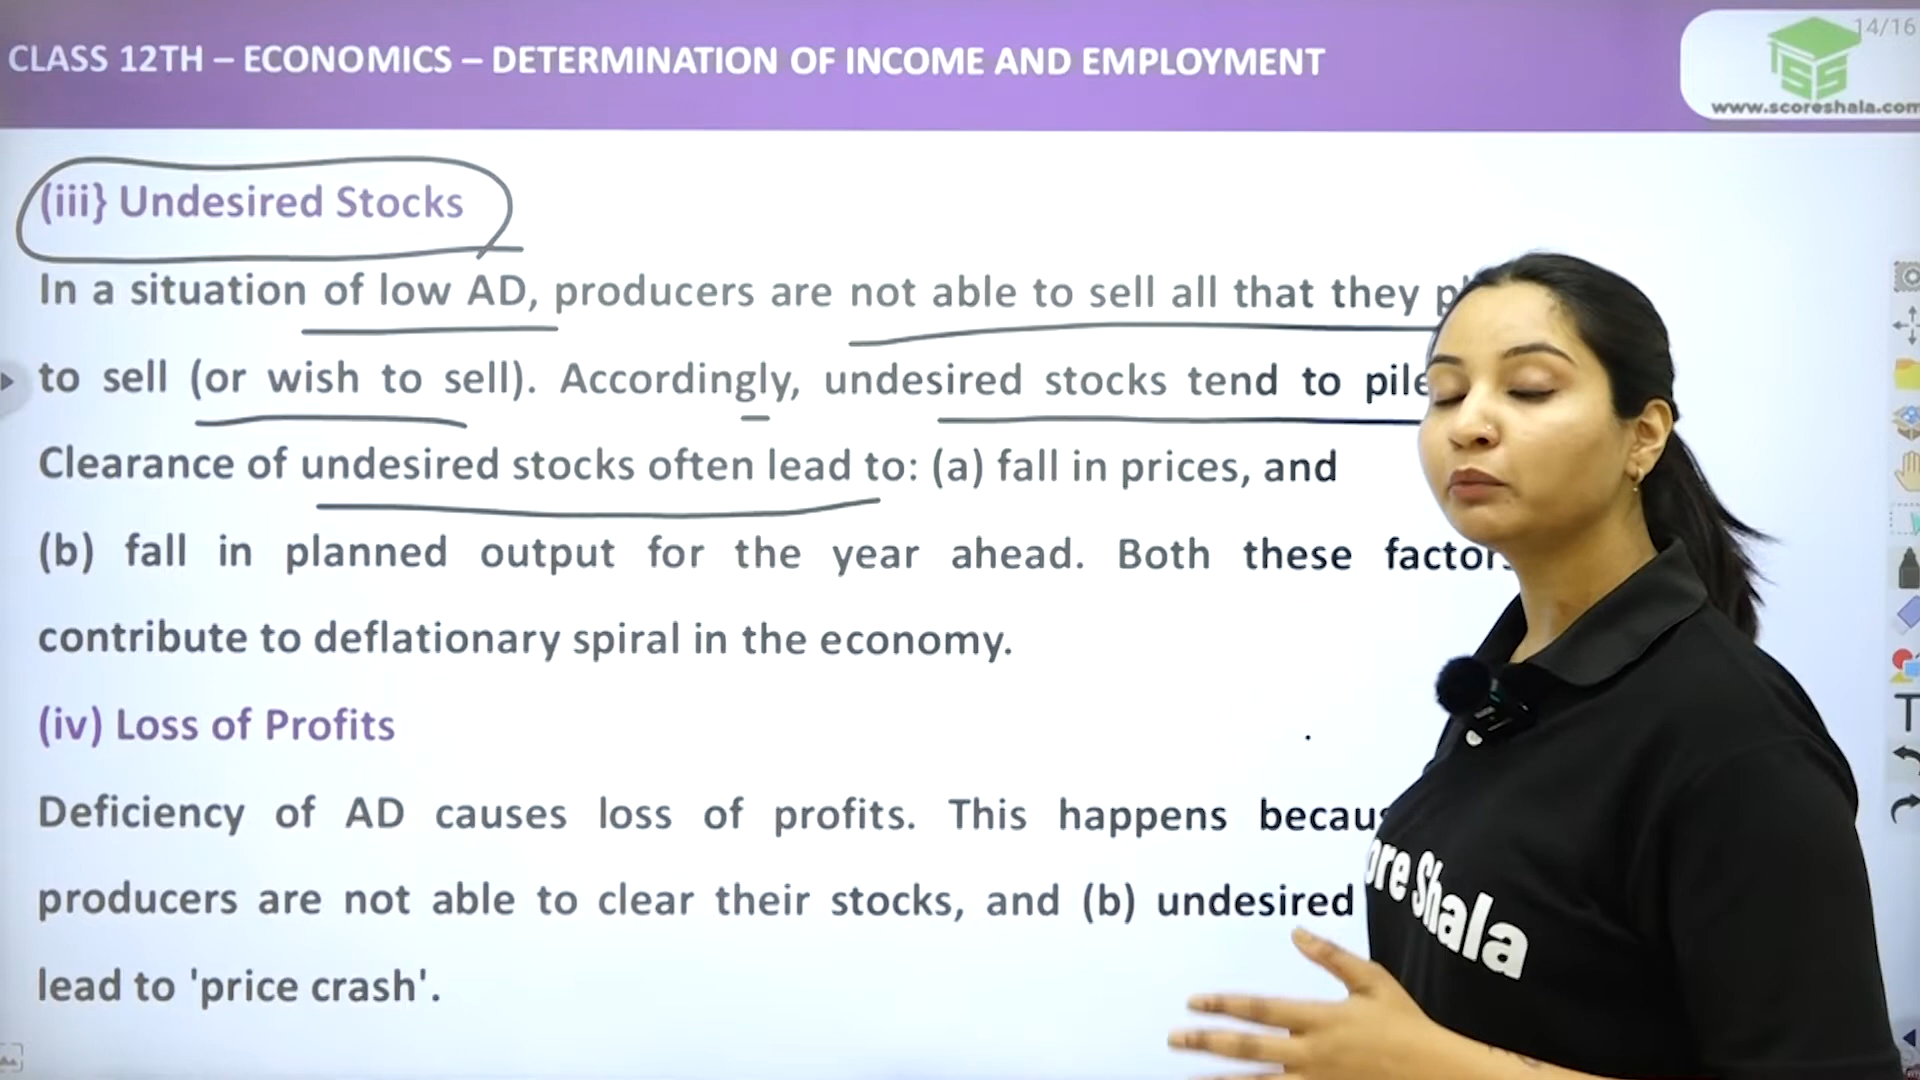 CLASS 12TH – ECONOMICS – DETERMINATION OF INCOME AND EMPLOYMENT
14/16
SS
www.scoreshala.com
(iii} Undesired Stocks
In a situation of low AD, producers are not able to sell all that they
to sell (or wish to sell). Accordingly, undesired stocks tend to pile
Clearance of undesired stocks often lead to: (a) fall in prices, and
(b) fall in planned output for the year ahead. Both these factors
contribute to deflationary spiral in the economy.
(iv) Loss of Profits
Deficiency of AD causes loss of profits. This happens
producers are not able to clear their stocks, and (b) undesired
lead to 'price crash'.
Shala